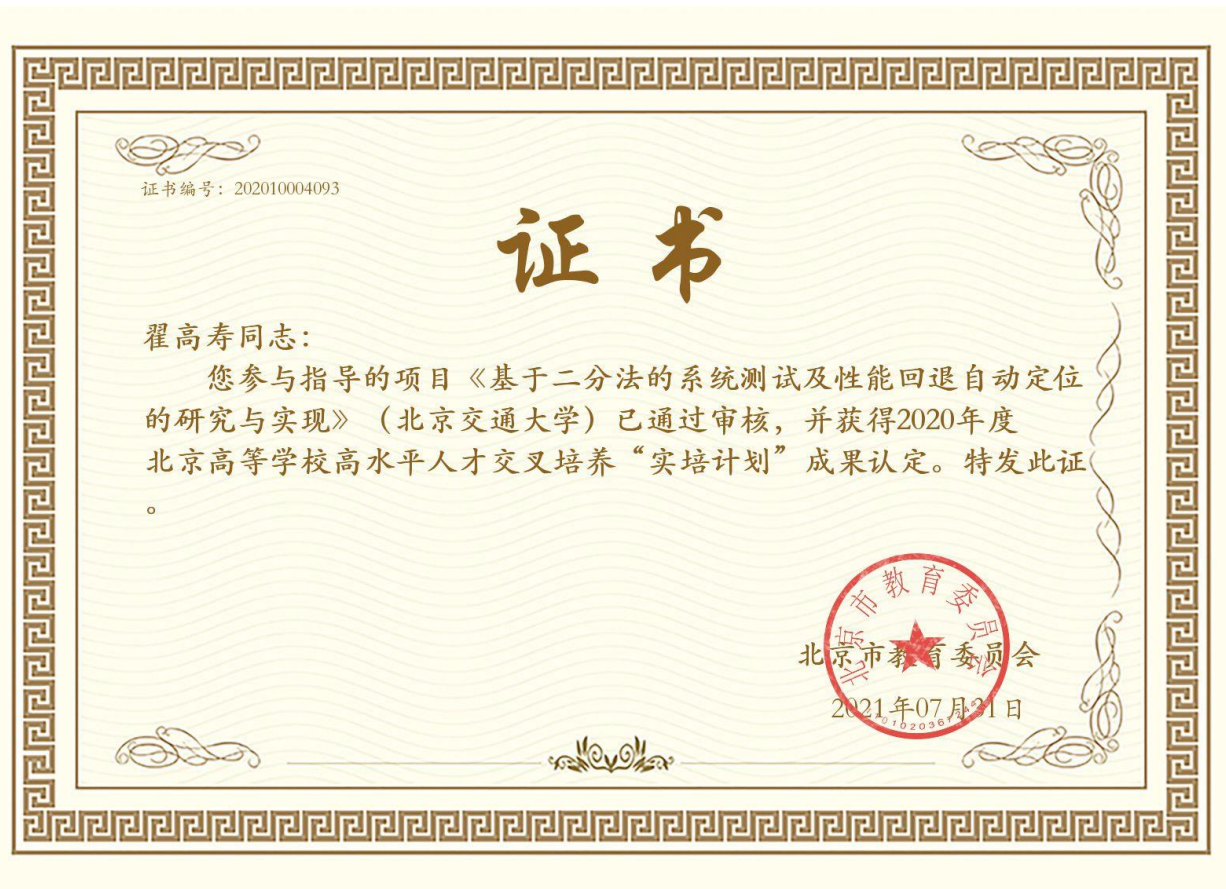 证书编号：202010004093
证 书
翟高寿同志：
您参与指导的项目《基于二分法的系统测试及性能回退自动定位
的研究与实现》（北京交通大学）已通过审核，并获得2020年度
北京高等学校高水平人才交叉培养“实培计划”成果认定。特发此证
。
北京市教育委员会
北京市教育委员会
2021年07月31日